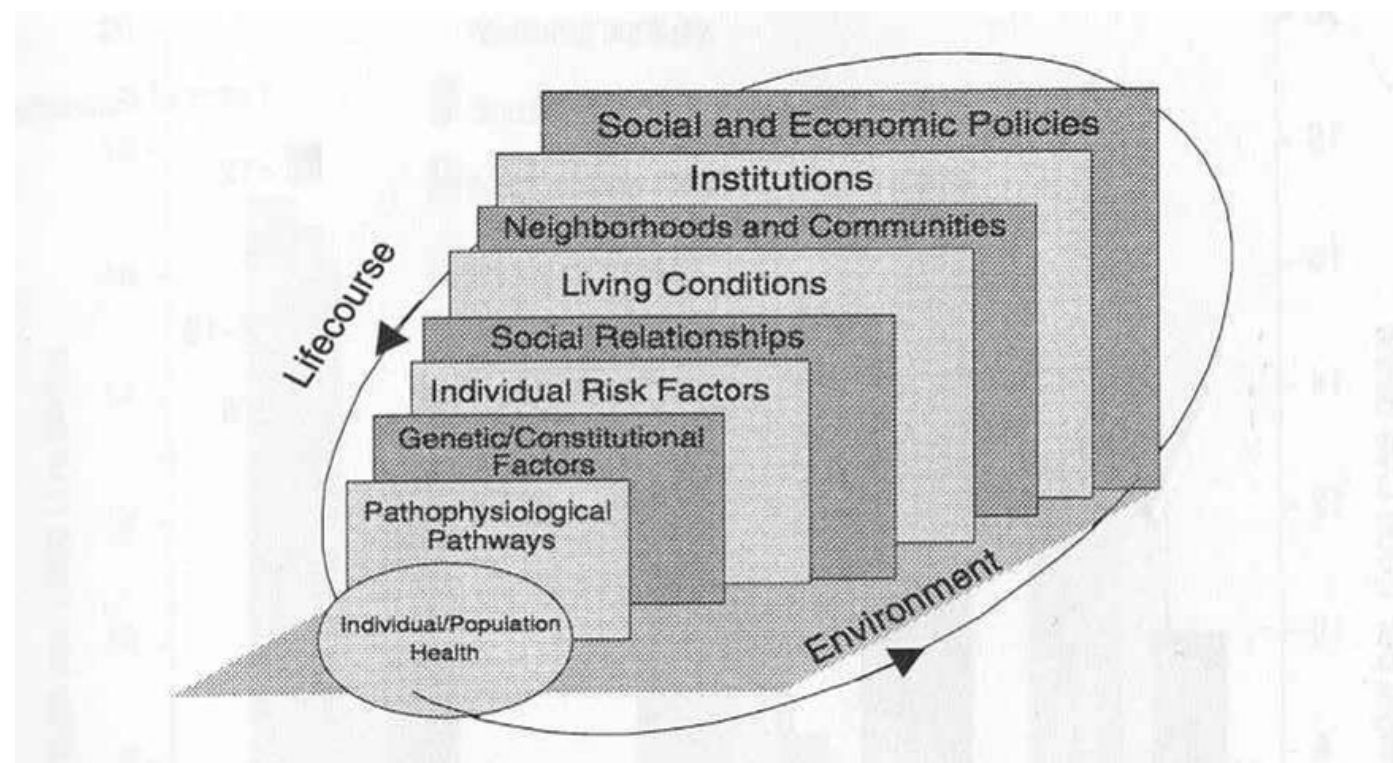 Social and Economic Policies
Institutions
Neighborhoods and Communities
Living Conditions
Social Relationships
Individual Risk Factors
Genetic/Constitutional
Factors
Pathophysiological
Pathways
Individual/Population
Health
Lifecourse
Environment